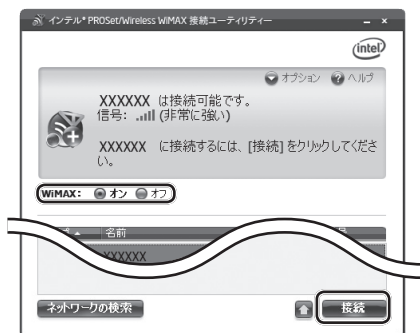 インテル® PROSet/Wireless WiMAX 接続ユーティリティー
intel
オプション ヘルプ
XXXXXX は接続可能です。
信号: (非常に強い)
XXXXXX に接続するには、[接続] をクリックしてくださ
い。
WiMAX: オン オフ
名前
XXXXXX
ネットワークの検索 接続